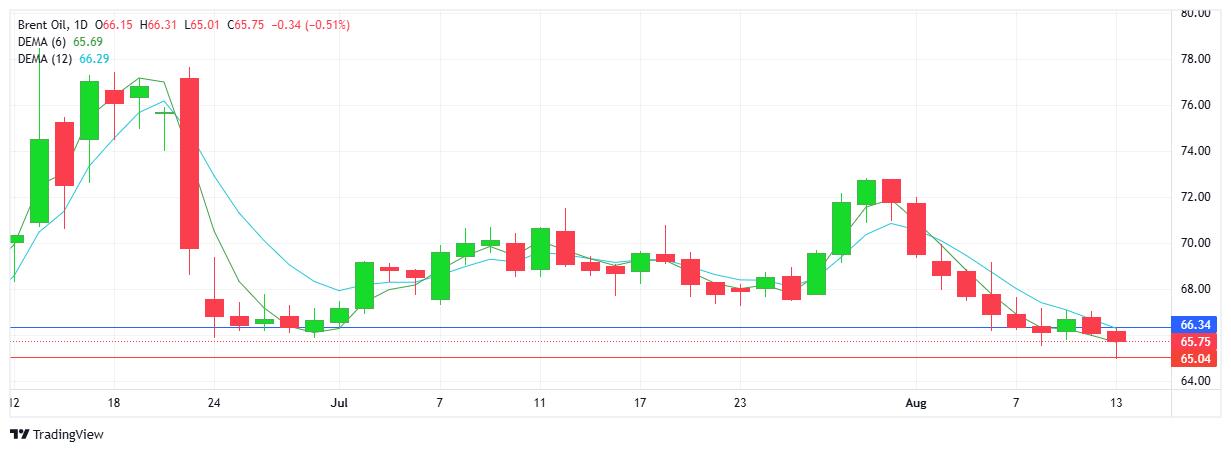 Brent Oil, 1D O66.15 H66.31 L65.01 C65.75 −0.34 (−0.51%)
DEMA (6) 65.69
DEMA (12) 66.29
80.00
78.00
76.00
74.00
72.00
70.00
68.00
66.34
65.75
65.04
64.00
12 18 24 Jul 7 11 17 23 Aug 7 13
TradingView